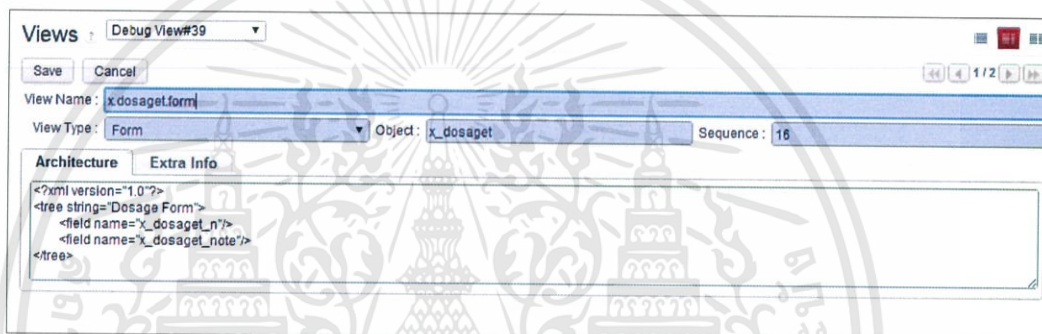 Views ? Debug View#39
Save Cancel 1 / 2
View Name : x.dosaget.form
View Type : Form Object : x_dosaget Sequence : 16
Architecture Extra Info
<?xml version="1.0"?>
<tree string="Dosage Form">
<field name="x_dosaget_n"/>
<field name="x_dosaget_note"/>
</tree>